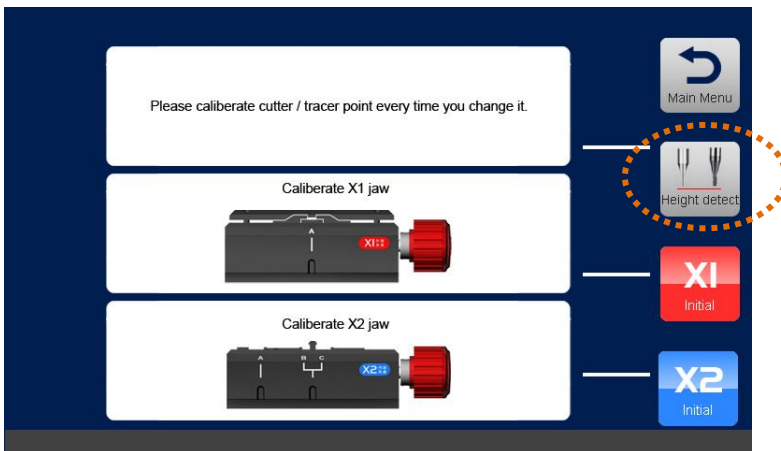 Main Menu
Please caliberate cutter / tracer point every time you change it.
Height detect
Caliberate X1 jaw
A
X1
X1
Initial
Caliberate X2 jaw
A B C
X2
X2
Initial